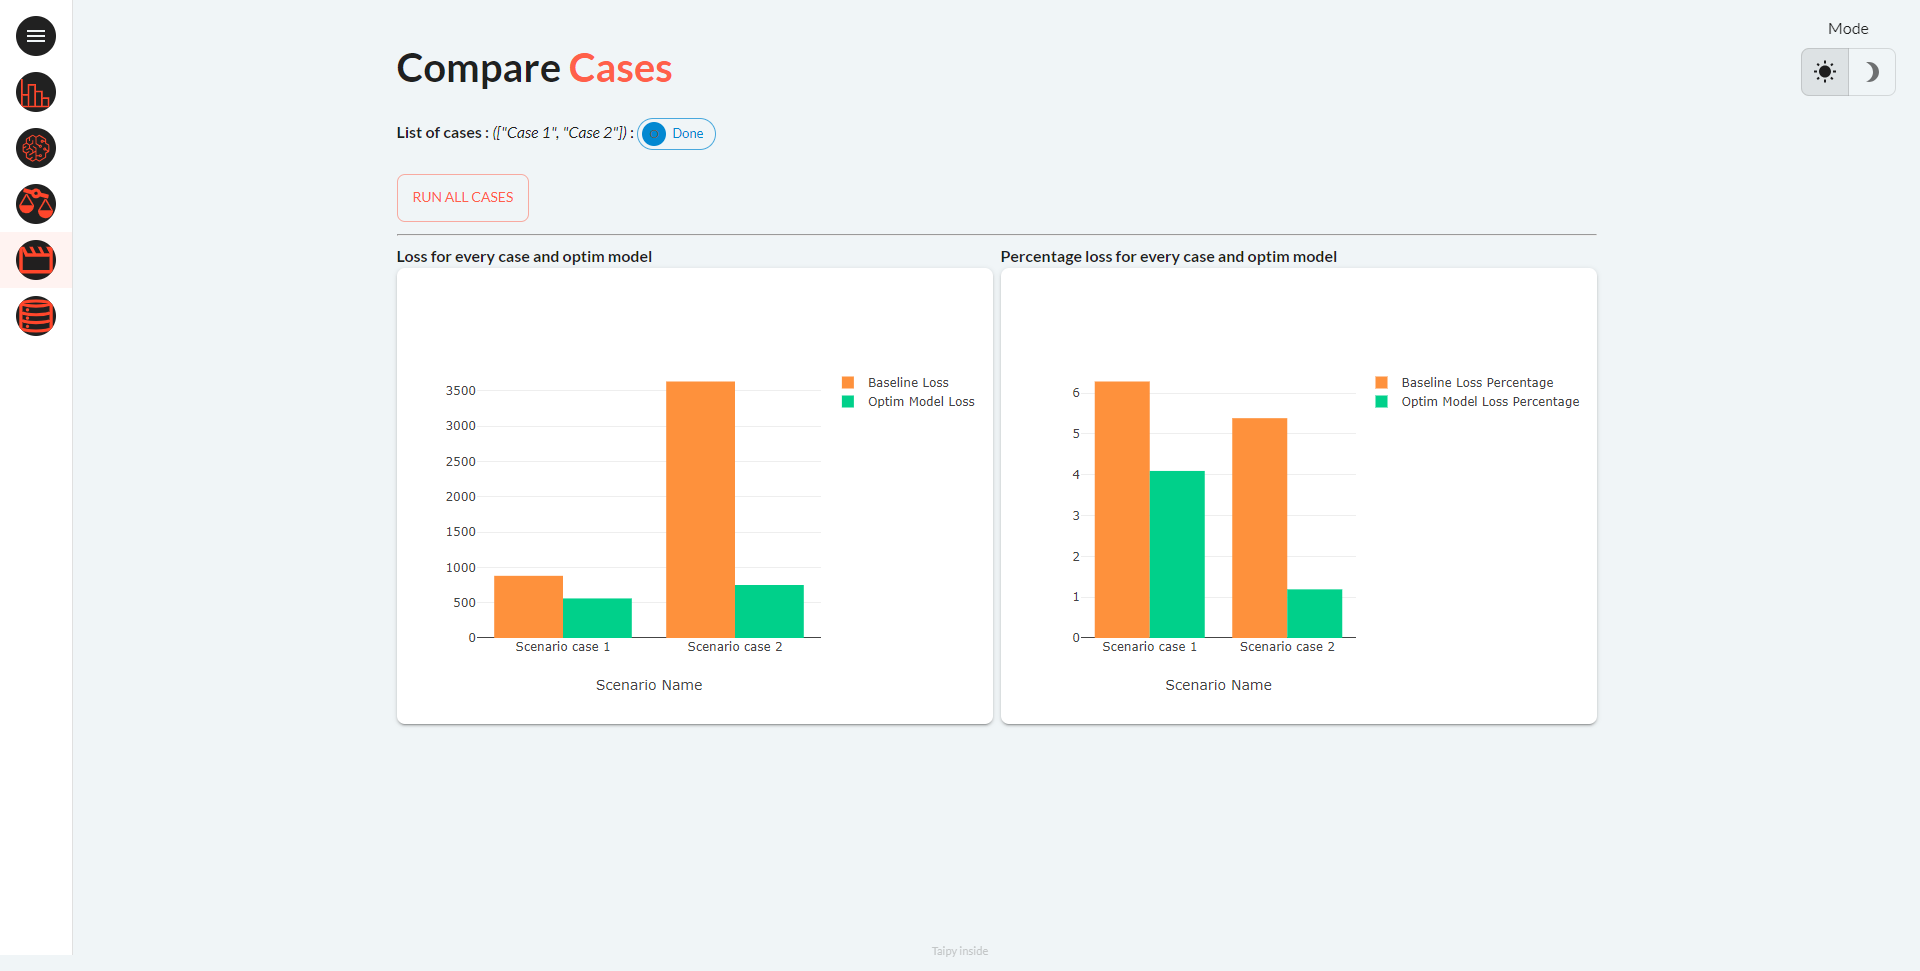 Mode
Compare Cases
List of cases : (["Case 1", "Case 2"]) : Done
RUN ALL CASES
Loss for every case and optim model
3500
3000
2500
2000
1500
1000
500
0
Scenario case 1 Scenario case 2
Scenario Name
Baseline Loss
Optim Model Loss
Percentage loss for every case and optim model
6
5
4
3
2
1
0
Scenario case 1 Scenario case 2
Scenario Name
Baseline Loss Percentage
Optim Model Loss Percentage
Taipy inside